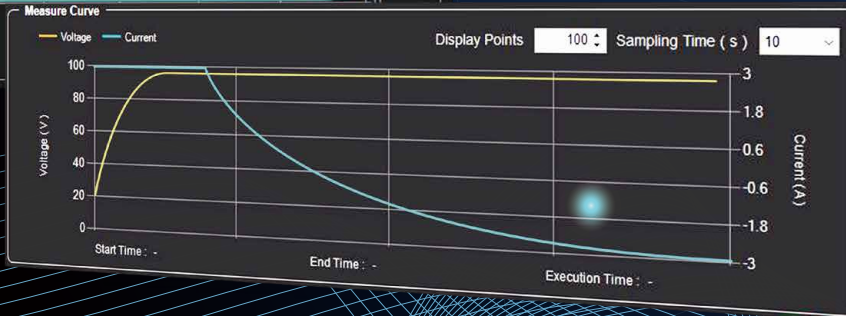 Measure Curve
Voltage Current
Display Points 100 Sampling Time ( s ) 10
Voltage ( V )
100
80
60
40
20
0
3
1.8
0.6
-0.6
-1.8
-3
Current ( A )
Start Time : -
End Time : -
Execution Time : -